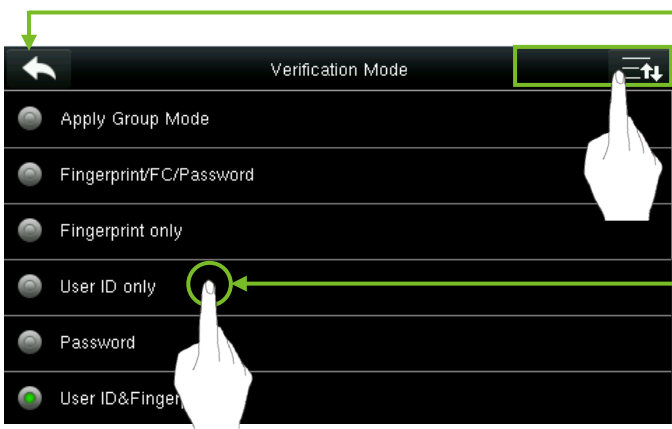 Verification Mode
Apply Group Mode
Fingerprint/FC/Password
Fingerprint only
User ID only
Password
User ID&Finger